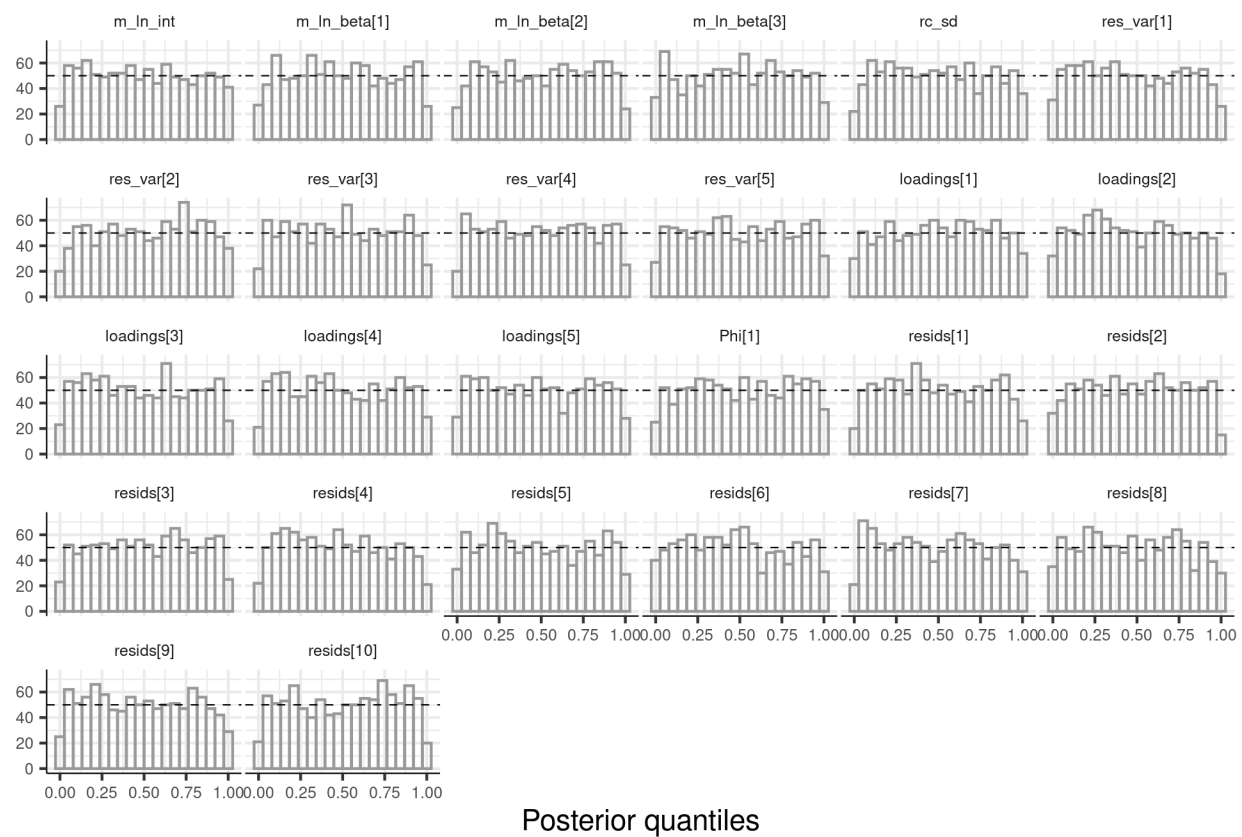 m_ln_int m_ln_beta[1] m_ln_beta[2] m_ln_beta[3] rc_sd res_var[1]
60
40
20
0
res_var[2] res_var[3] res_var[4] res_var[5] loadings[1] loadings[2]
60
40
20
0
loadings[3] loadings[4] loadings[5] Phi[1] resids[1] resids[2]
60
40
20
0
resids[3] resids[4] resids[5] resids[6] resids[7] resids[8]
60
40
20
0
0.00 0.25 0.50 0.75 1.00 0.00 0.25 0.50 0.75 1.00 0.00 0.25 0.50 0.75 1.00 0.00 0.25 0.50 0.75 1.00
resids[9] resids[10]
60
40
20
0
0.00 0.25 0.50 0.75 1.00 0.00 0.25 0.50 0.75 1.00
Posterior quantiles